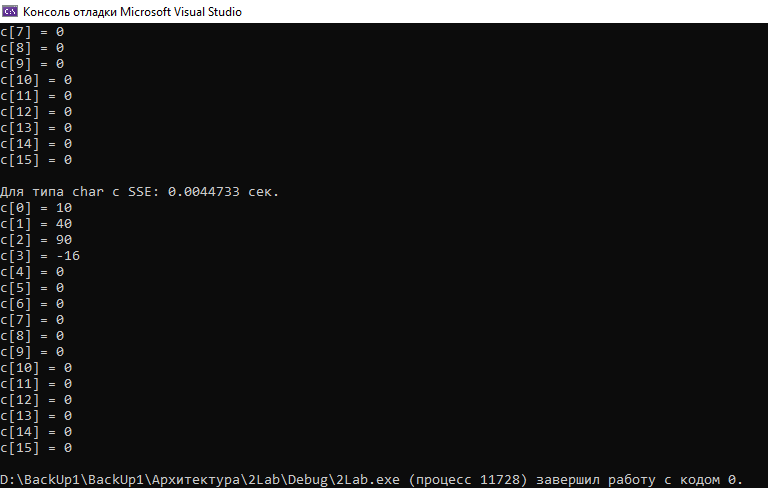 C:\ Консоль отладки Microsoft Visual Studio
c[7] = 0
c[8] = 0
c[9] = 0
c[10] = 0
c[11] = 0
c[12] = 0
c[13] = 0
c[14] = 0
c[15] = 0
Для типа char с SSE: 0.0044733 сек.
c[0] = 10
c[1] = 40
c[2] = 90
c[3] = -16
c[4] = 0
c[5] = 0
c[6] = 0
c[7] = 0
c[8] = 0
c[9] = 0
c[10] = 0
c[11] = 0
c[12] = 0
c[13] = 0
c[14] = 0
c[15] = 0
D:\BackUp1\BackUp1\Архитектура\2Lab\Debug\2Lab.exe (процесс 11728) завершил работу с кодом 0.